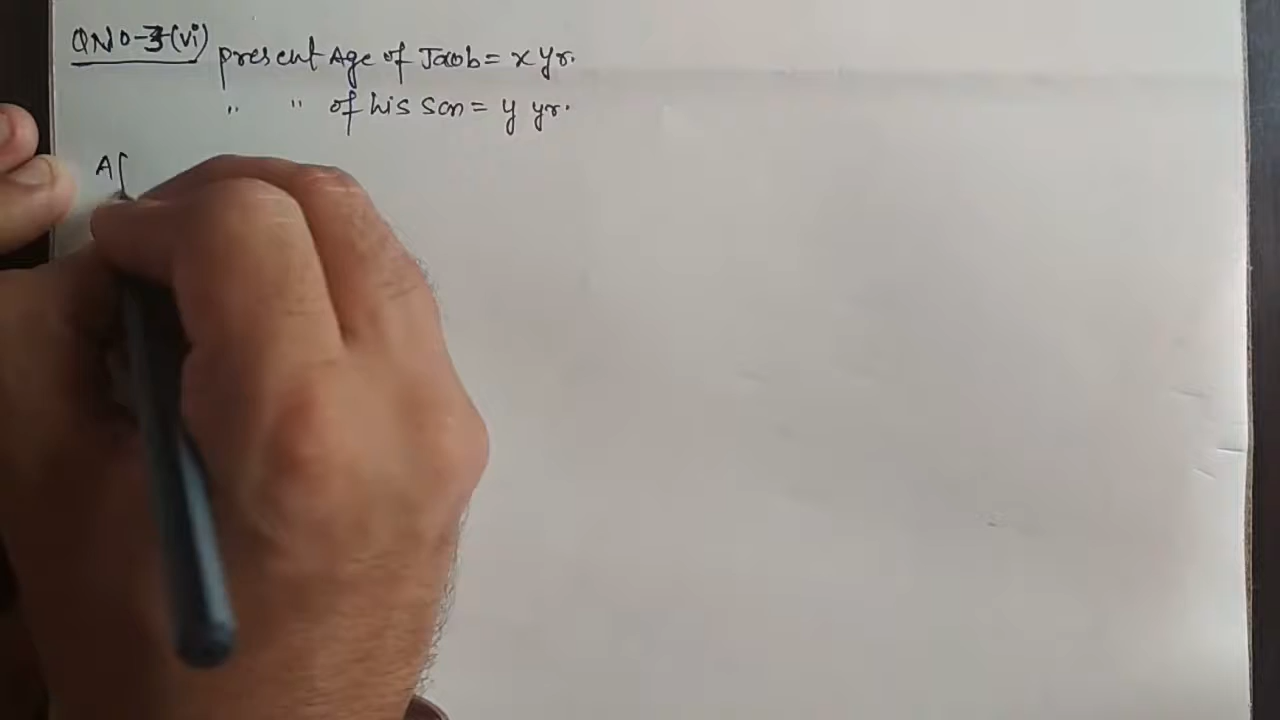 QNO-3(vi) present Age of Jacob = x yr.
" " of his son = y yr.
A